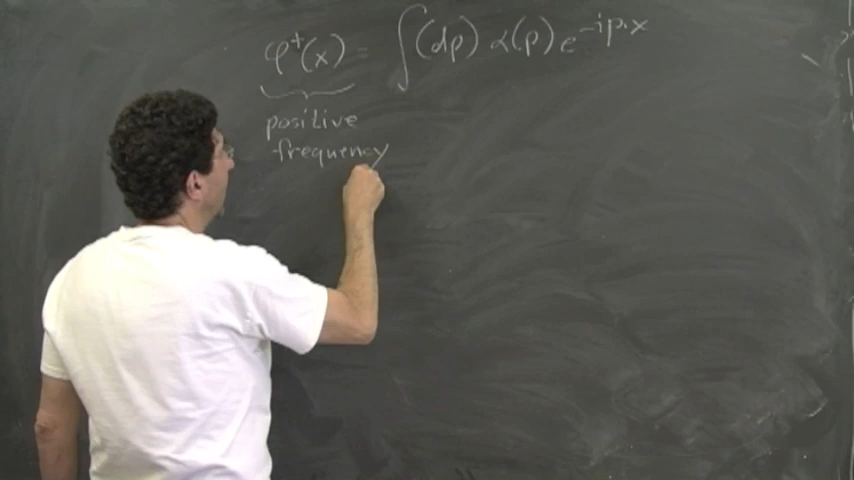 φ⁺(x) = ∫(dp) α(p) e^{-ip·x}
positive
frequency